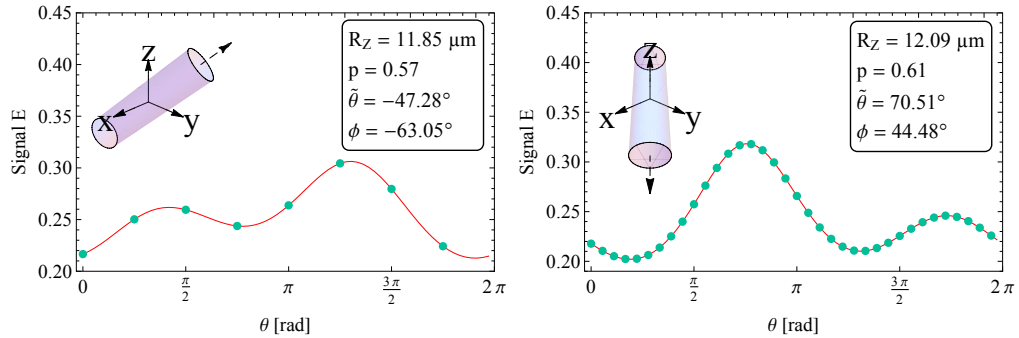 0.45
0.40
0.35
0.30
0.25
0.20
Signal E
z
x
y
R_Z = 11.85 µm
p = 0.57
θ̃ = −47.28°
ϕ = −63.05°
0
π/2
π
3π/2
2 π
θ [rad]
0.45
0.40
0.35
0.30
0.25
0.20
Signal E
z
x
y
R_Z = 12.09 µm
p = 0.61
θ̃ = 70.51°
ϕ = 44.48°
0
π/2
π
3π/2
2 π
θ [rad]